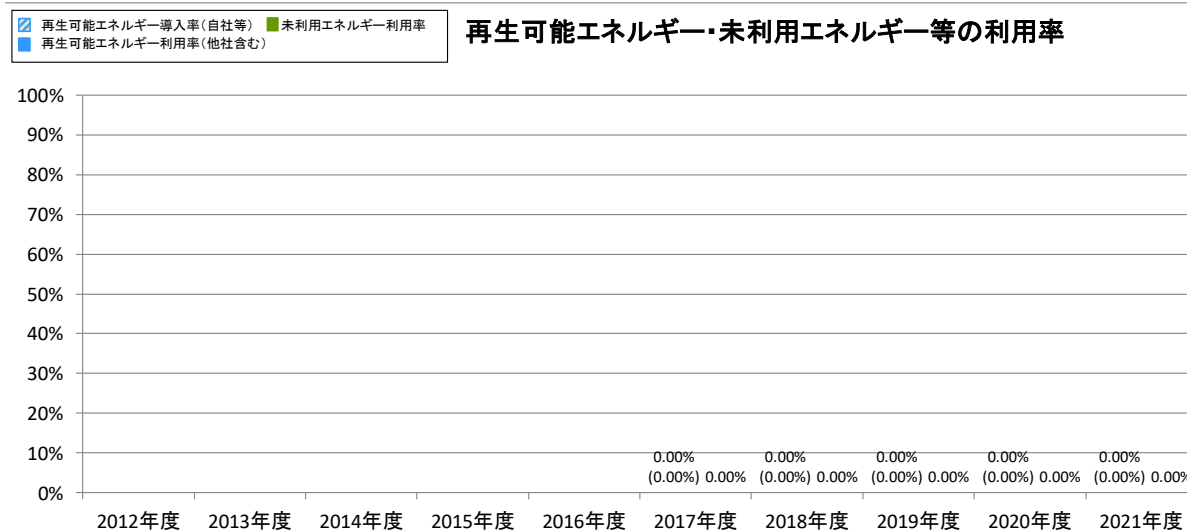 再生可能エネルギー導入率（自社等） 未利用エネルギー利用率
再生可能エネルギー利用率（他社含む）
再生可能エネルギー・未利用エネルギー等の利用率
100%
90%
80%
70%
60%
50%
40%
30%
20%
10%
0%
0.00% 0.00% 0.00% 0.00% 0.00%
(0.00%) 0.00% (0.00%) 0.00% (0.00%) 0.00% (0.00%) 0.00% (0.00%) 0.00%
2012年度 2013年度 2014年度 2015年度 2016年度 2017年度 2018年度 2019年度 2020年度 2021年度